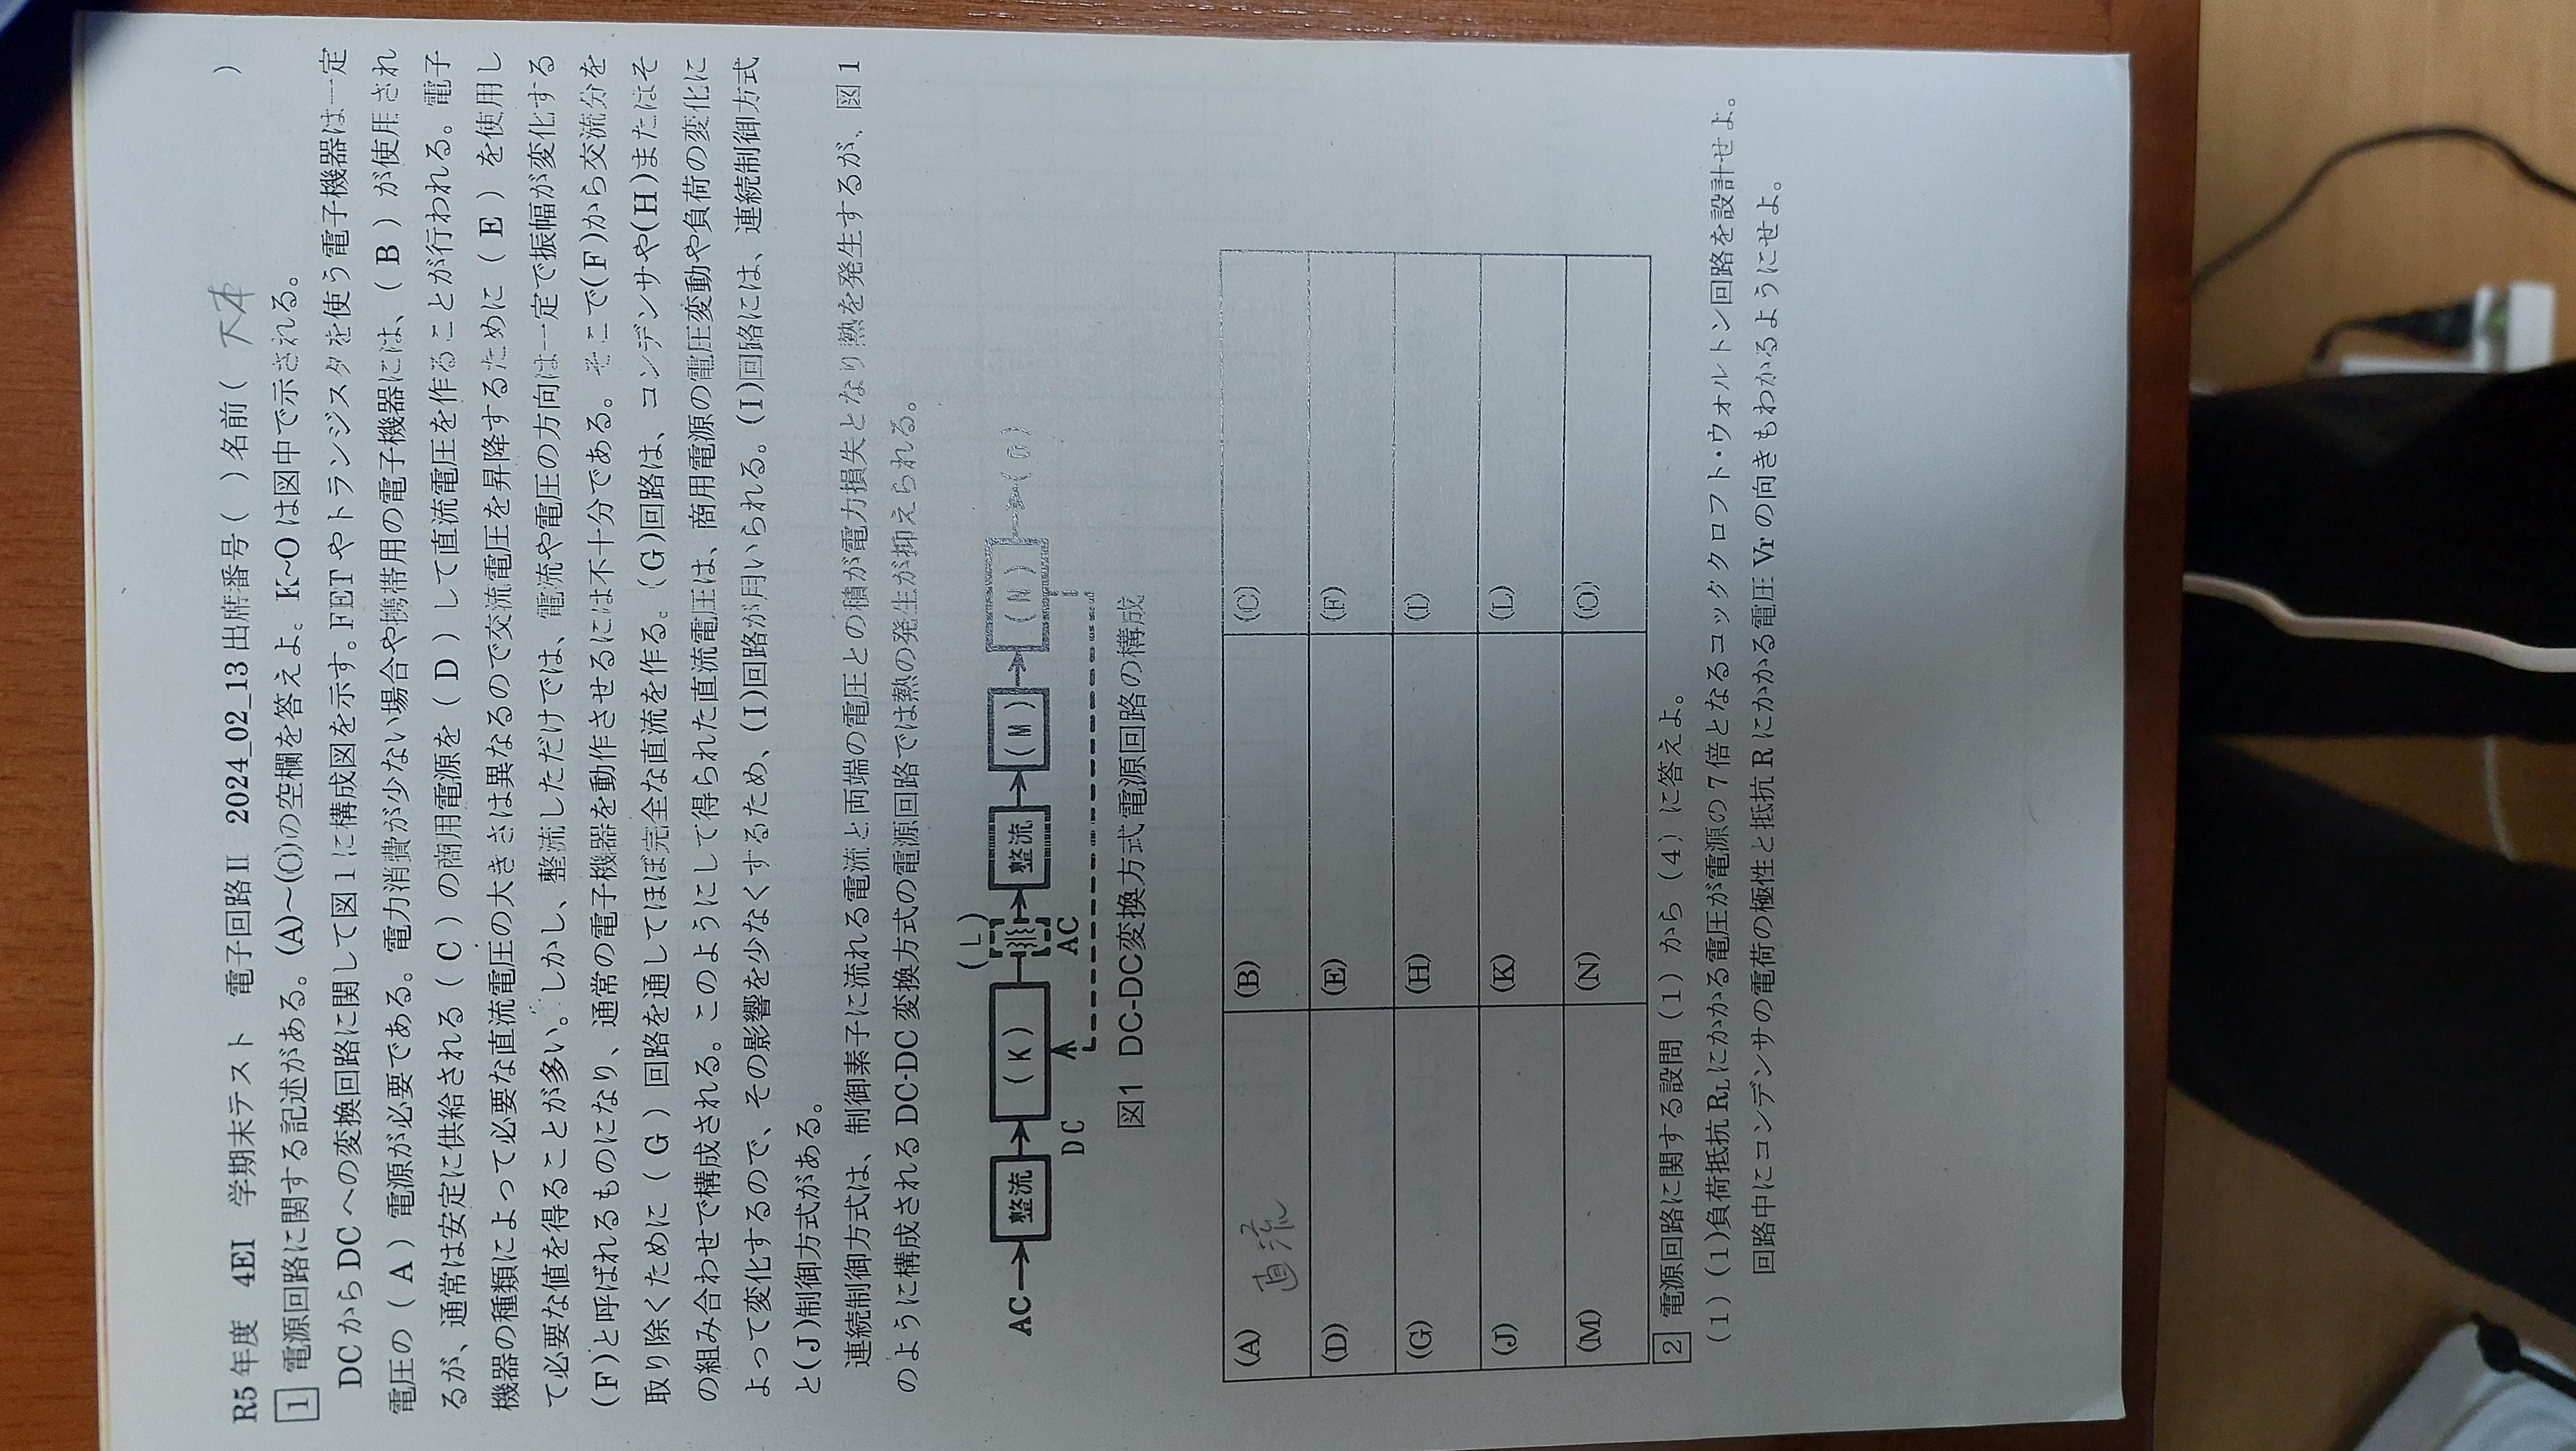 R5年度 4EI 学期末テスト 電子回路Ⅱ 2024_02_13出席番号( )名前( 下本 )
1 電源回路に関する記述がある。(A)~(O)の空欄を答えよ。K~Oは図中で示される。
DCからDCへの変換回路に関して図1に構成図を示す。FETやトランジスタを使う電子機器は一定
電圧の( A )電源が必要である。電力消費が少ない場合や携帯用の電子機器には、( B )が使用され
るが、通常は安定に供給される( C )の商用電源を( D )して直流電圧を作ることが行われる。電子
機器の種類によって必要な直流電圧の大きさは異なるので交流電圧を昇降するために( E )を使用し
て必要な値を得ることが多い。しかし、整流しただけでは、電流や電圧の方向は一定で振幅が変化する
(F)と呼ばれるものになり、通常の電子機器を動作させるには不十分である。そこで(F)から交流分を
取り除くために( G )回路を通してほぼ完全な直流を作る。(G)回路は、コンデンサや(H)またはそ
の組み合わせで構成される。このようにして得られた直流電圧は、商用電源の電圧変動や負荷の変化に
よって変化するので、その影響を少なくするため、(I)回路が用いられる。(I)回路には、連続制御方式
と(J)制御方式がある。
連続制御方式は、制御素子に流れる電流と両端の電圧との積が電力損失となり熱を発生するが、図1
のように構成されるDC-DC変換方式の電源回路では熱の発生が抑えられる。
(L)
AC 整流 (K) 整流 (M) (N) (O)
DC AC
図1 DC-DC変換方式電源回路の構成
(A) 直流 (B) (C)
(D) (E) (F)
(G) (H) (I)
(J) (K) (L)
(M) (N) (O)
2 電源回路に関する設問(1)から(4)に答えよ。
(1)(1)負荷抵抗RLにかかる電圧が電源の7倍となるコッククロフト・ウォルトン回路を設計せよ。
回路中にコンデンサの電荷の極性と抵抗Rにかかる電圧Vrの向きもわかるようにせよ。